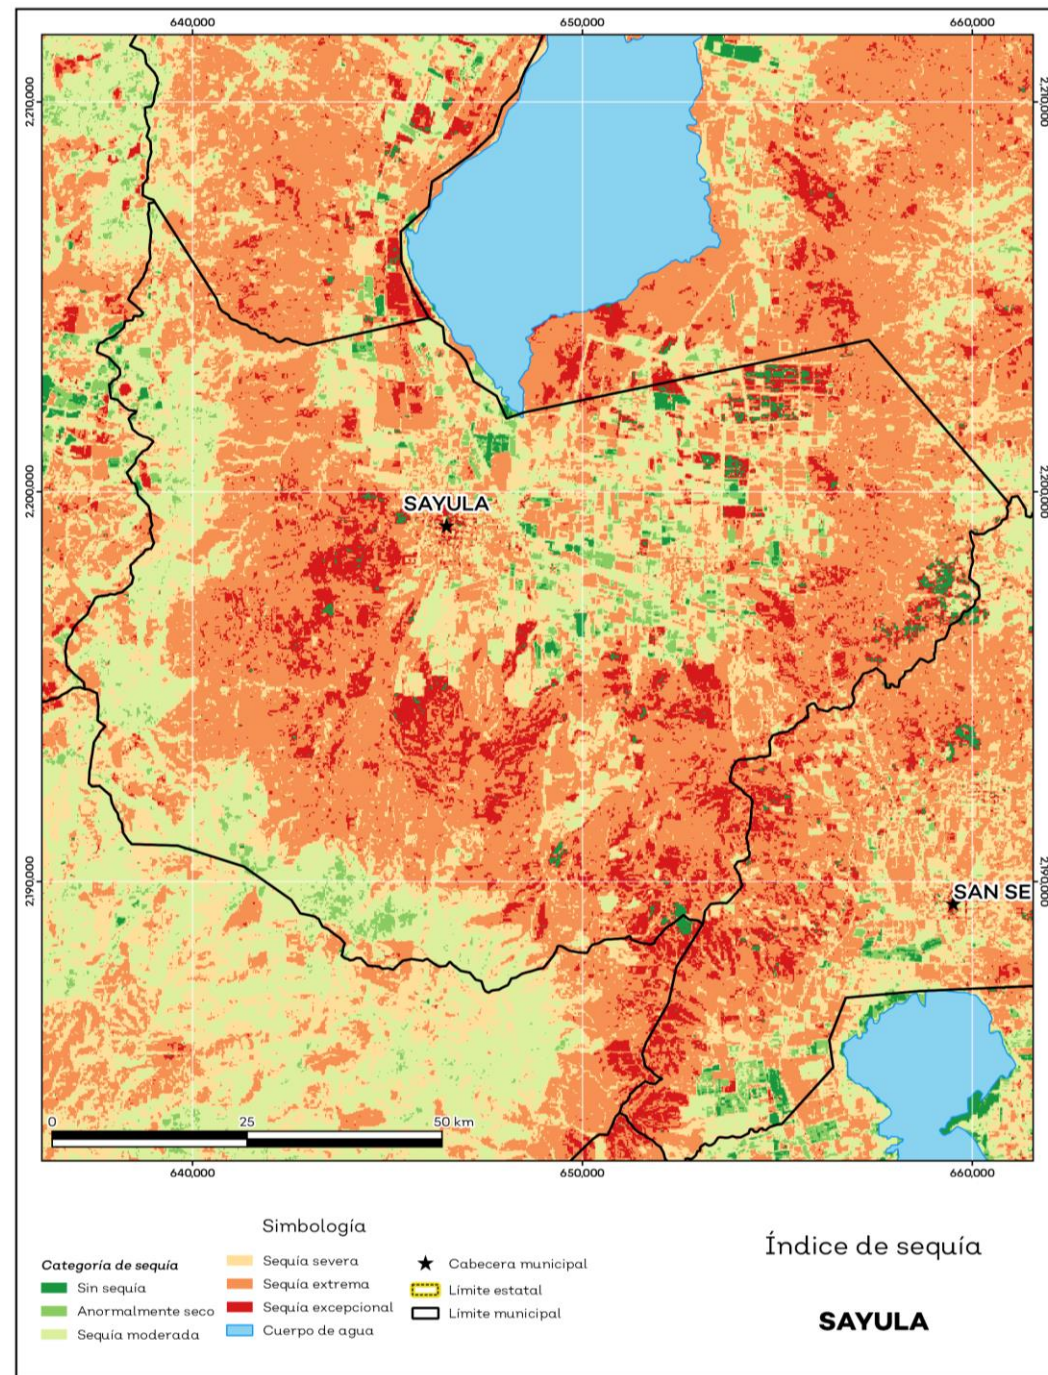 640,000 650,000 660,000
2,210,000 2,210,000
2,200,000 2,200,000
SAYULA
2,190,000 2,190,000
SAN SE
0 25 50 km
640,000 650,000 660,000
Simbología
Categoría de sequía
Sin sequía
Anormalmente seco
Sequía moderada
Sequía severa
Sequía extrema
Sequía excepcional
Cuerpo de agua
Cabecera municipal
Límite estatal
Límite municipal
Índice de sequía
SAYULA